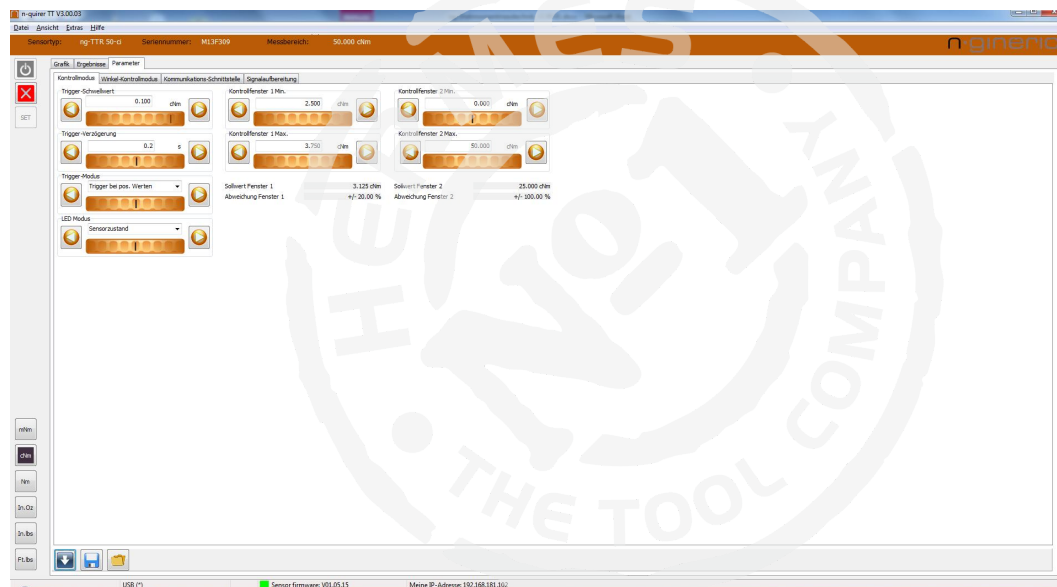 n-quirer TT V3.00.03
Datei Ansicht Extras Hilfe
Sensortyp: ng-TTR 50-ci Seriennummer: M13F309 Messbereich: 50.000 cNm
n-gineric
Grafik Ergebnisse Parameter
Kontrollmodus Winkel-Kontrollmodus Kommunikations-Schnittstelle Signalaufbereitung
SET
Trigger-Schwellwert Kontrollfenster 1 Min. Kontrollfenster 2 Min.
0.100 cNm 2.500 cNm 0.000 cNm
Trigger-Verzögerung Kontrollfenster 1 Max. Kontrollfenster 2 Max.
0.2 s 3.750 cNm 50.000 cNm
Trigger-Modus
Trigger bei pos. Werten
Sollwert Fenster 1 3.125 cNm Sollwert Fenster 2 25.000 cNm
Abweichung Fenster 1 +/- 20.00 % Abweichung Fenster 2 +/- 100.00 %
LED Modus
Sensorzustand
mNm
cNm
Nm
In.Oz
In.lbs
Ft.lbs
USB (*) Sensor firmware: V01.05.15 Meine IP-Adresse: 192.168.181.102
THE TOOL COMPANY